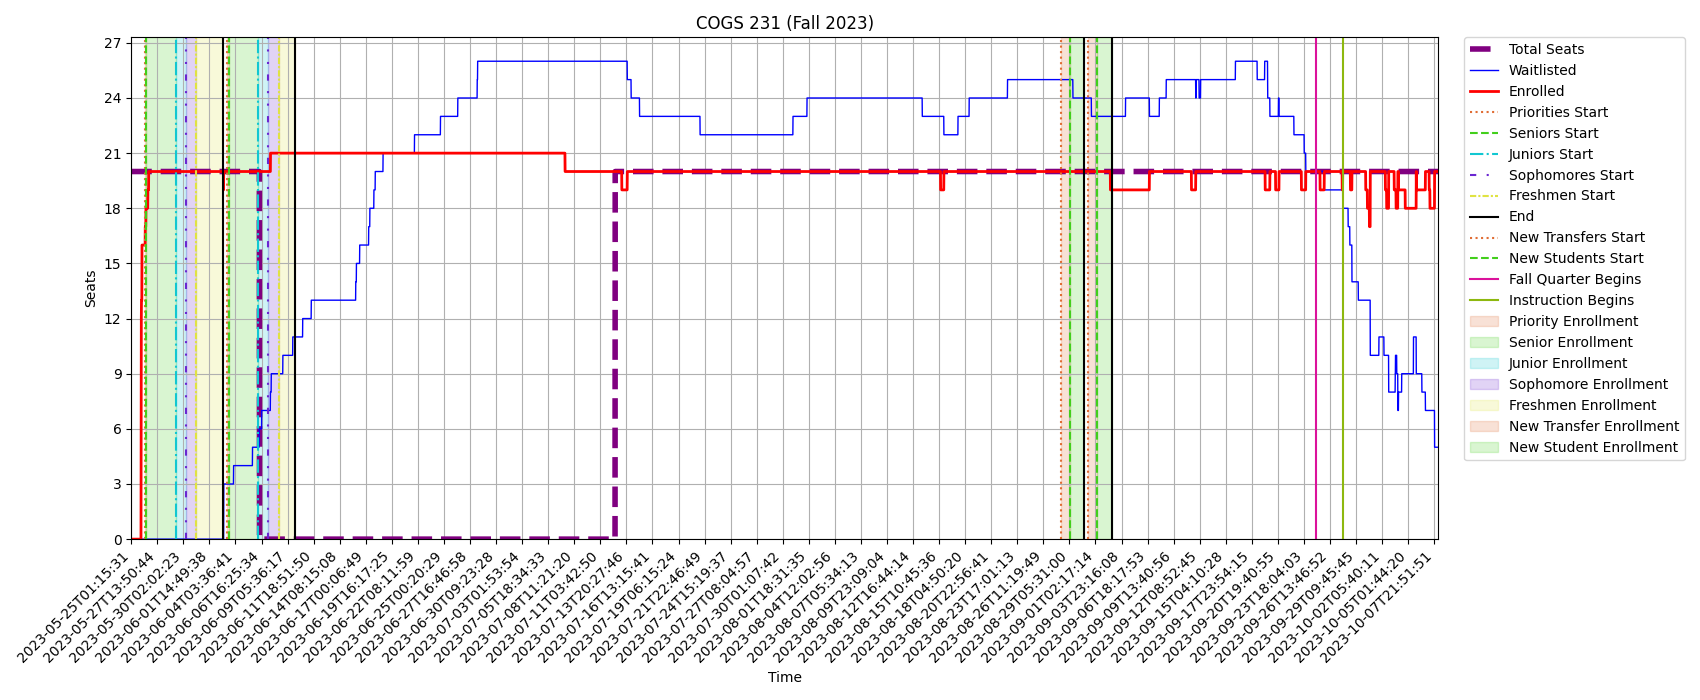 COGS 231 (Fall 2023)
27
24
21
18
15
12
9
6
3
0
Seats
2023-05-25T01:15:31
2023-05-27T13:50:44
2023-05-30T02:02:23
2023-06-01T14:49:38
2023-06-04T03:36:41
2023-06-06T16:25:34
2023-06-09T05:36:17
2023-06-11T18:51:50
2023-06-14T08:15:08
2023-06-17T00:06:49
2023-06-19T16:17:25
2023-06-22T08:11:59
2023-06-25T00:20:29
2023-06-27T16:46:58
2023-06-30T09:23:28
2023-07-03T01:53:54
2023-07-05T18:34:33
2023-07-08T11:21:20
2023-07-11T03:42:50
2023-07-13T20:27:46
2023-07-16T13:15:41
2023-07-19T06:15:24
2023-07-21T22:46:49
2023-07-24T15:19:37
2023-07-27T08:04:57
2023-07-30T01:07:42
2023-08-01T18:31:35
2023-08-04T12:02:56
2023-08-07T05:34:13
2023-08-09T23:09:04
2023-08-12T16:44:14
2023-08-15T10:45:36
2023-08-18T04:50:20
2023-08-20T22:56:41
2023-08-23T17:01:13
2023-08-26T11:19:49
2023-08-29T05:31:00
2023-09-01T02:17:14
2023-09-03T23:16:08
2023-09-06T18:17:53
2023-09-09T13:40:56
2023-09-12T08:52:45
2023-09-15T04:10:28
2023-09-17T23:54:15
2023-09-20T19:40:55
2023-09-23T18:04:03
2023-09-26T13:46:52
2023-09-29T09:45:45
2023-10-02T05:40:11
2023-10-05T01:44:20
2023-10-07T21:51:51
Time
Total Seats
Waitlisted
Enrolled
Priorities Start
Seniors Start
Juniors Start
Sophomores Start
Freshmen Start
End
New Transfers Start
New Students Start
Fall Quarter Begins
Instruction Begins
Priority Enrollment
Senior Enrollment
Junior Enrollment
Sophomore Enrollment
Freshmen Enrollment
New Transfer Enrollment
New Student Enrollment